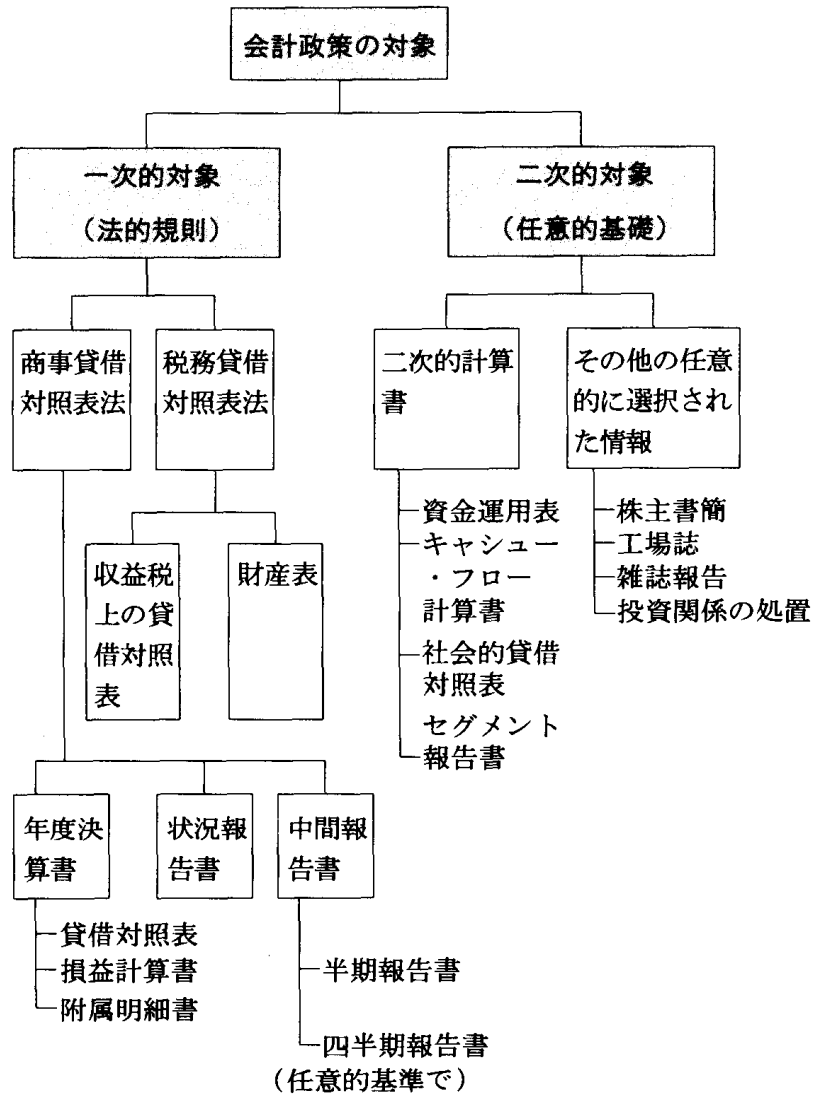 会計政策の対象
一次的対象
（法的規則）
二次的対象
（任意的基礎）
商事貸借
対照表法
税務貸借
対照表法
二次的計算
書
その他の任意
的に選択され
た情報
収益税
上の貸
借対照
表
財産表
資金運用表
キャシュー
・フロー
計算書
社会的貸借
対照表
セグメント
報告書
株主書簡
工場誌
雑誌報告
投資関係の処置
年度決
算書
状況報
告書
中間報
告書
貸借対照表
損益計算書
附属明細書
半期報告書
四半期報告書
（任意的基準で）